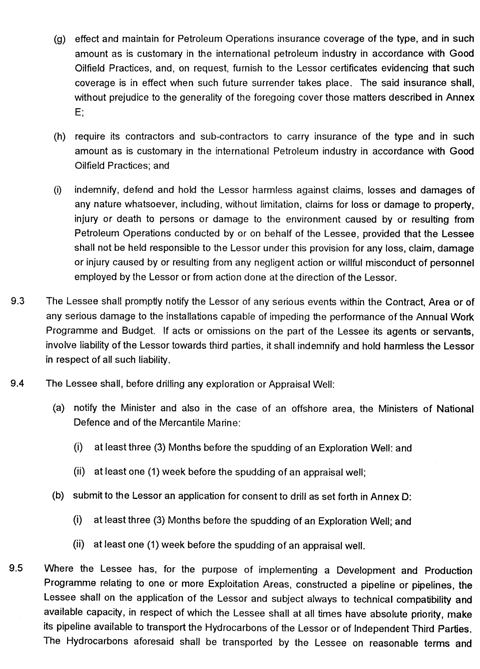 (g) effect and maintain for Petroleum Operations insurance coverage of the type, and in such
amount as is customary in the international petroleum industry in accordance with Good
Oilfield Practices, and, on request, furnish to the Lessor certificates evidencing that such
coverage is in effect when such future surrender takes place. The said insurance shall,
without prejudice to the generality of the foregoing cover those matters described in Annex
E;
(h) require its contractors and sub-contractors to carry insurance of the type and in such
amount as is customary in the international Petroleum industry in accordance with Good
Oilfield Practices; and
(i) indemnify, defend and hold the Lessor harmless against claims, losses and damages of
any nature whatsoever, including, without limitation, claims for loss or damage to property,
injury or death to persons or damage to the environment caused by or resulting from
Petroleum Operations conducted by or on behalf of the Lessee, provided that the Lessee
shall not be held responsible to the Lessor under this provision for any loss, claim, damage
or injury caused by or resulting from any negligent action or willful misconduct of personnel
employed by the Lessor or from action done at the direction of the Lessor.
9.3 The Lessee shall promptly notify the Lessor of any serious events within the Contract, Area or of
any serious damage to the installations capable of impeding the performance of the Annual Work
Programme and Budget. If acts or omissions on the part of the Lessee its agents or servants,
involve liability of the Lessor towards third parties, it shall indemnify and hold harmless the Lessor
in respect of all such liability.
9.4 The Lessee shall, before drilling any exploration or Appraisal Well:
(a) notify the Minister and also in the case of an offshore area, the Ministers of National
Defence and of the Mercantile Marine:
(i) at least three (3) Months before the spudding of an Exploration Well: and
(ii) at least one (1) week before the spudding of an appraisal well;
(b) submit to the Lessor an application for consent to drill as set forth in Annex D:
(i) at least three (3) Months before the spudding of an Exploration Well; and
(ii) at least one (1) week before the spudding of an appraisal well.
9.5 Where the Lessee has, for the purpose of implementing a Development and Production
Programme relating to one or more Exploitation Areas, constructed a pipeline or pipelines, the
Lessee shall on the application of the Lessor and subject always to technical compatibility and
available capacity, in respect of which the Lessee shall at all times have absolute priority, make
its pipeline available to transport the Hydrocarbons of the Lessor or of Independent Third Parties.
The Hydrocarbons aforesaid shall be transported by the Lessee on reasonable terms and